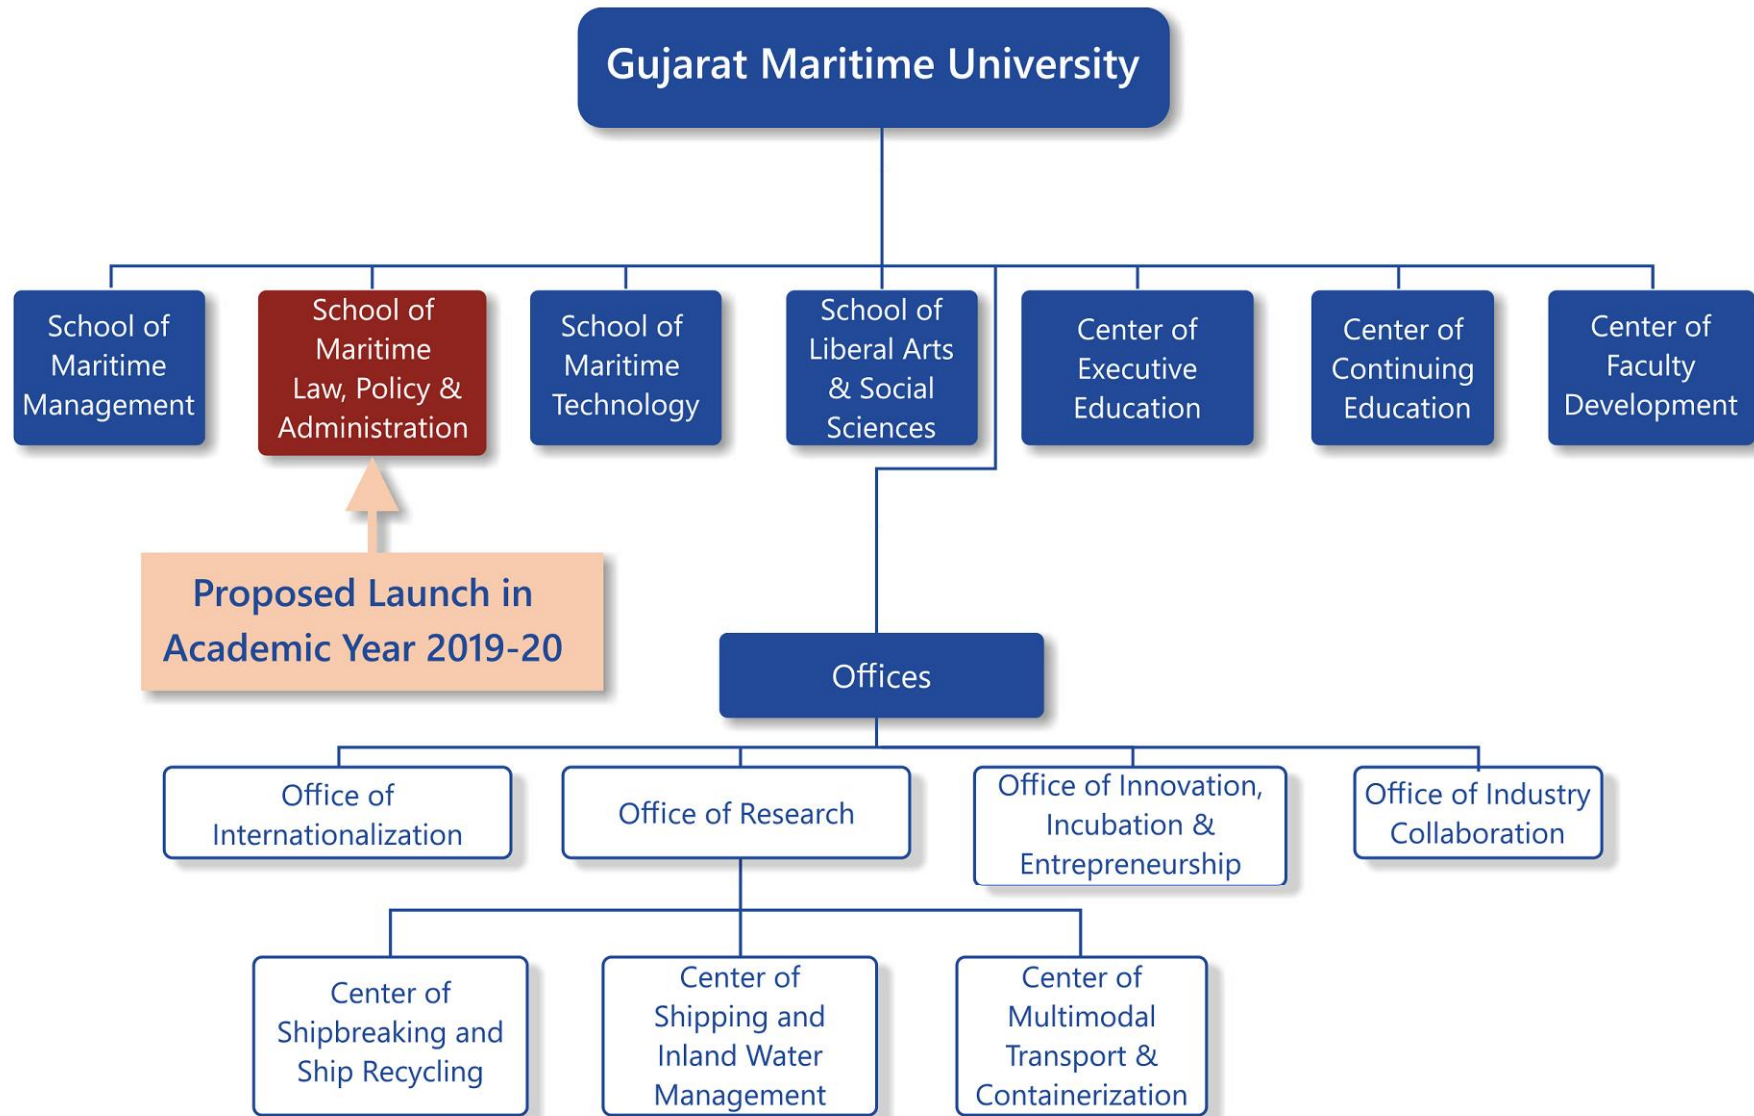 Gujarat Maritime University
School of
Maritime
Management
School of
Maritime
Law, Policy &
Administration
School of
Maritime
Technology
School of
Liberal Arts
& Social
Sciences
Center of
Executive
Education
Center of
Continuing
Education
Center of
Faculty
Development
Proposed Launch in
Academic Year 2019-20
Offices
Office of
Internationalization
Office of Research
Office of Innovation,
Incubation &
Entrepreneurship
Office of Industry
Collaboration
Center of
Shipbreaking and
Ship Recycling
Center of
Shipping and
Inland Water
Management
Center of
Multimodal
Transport &
Containerization